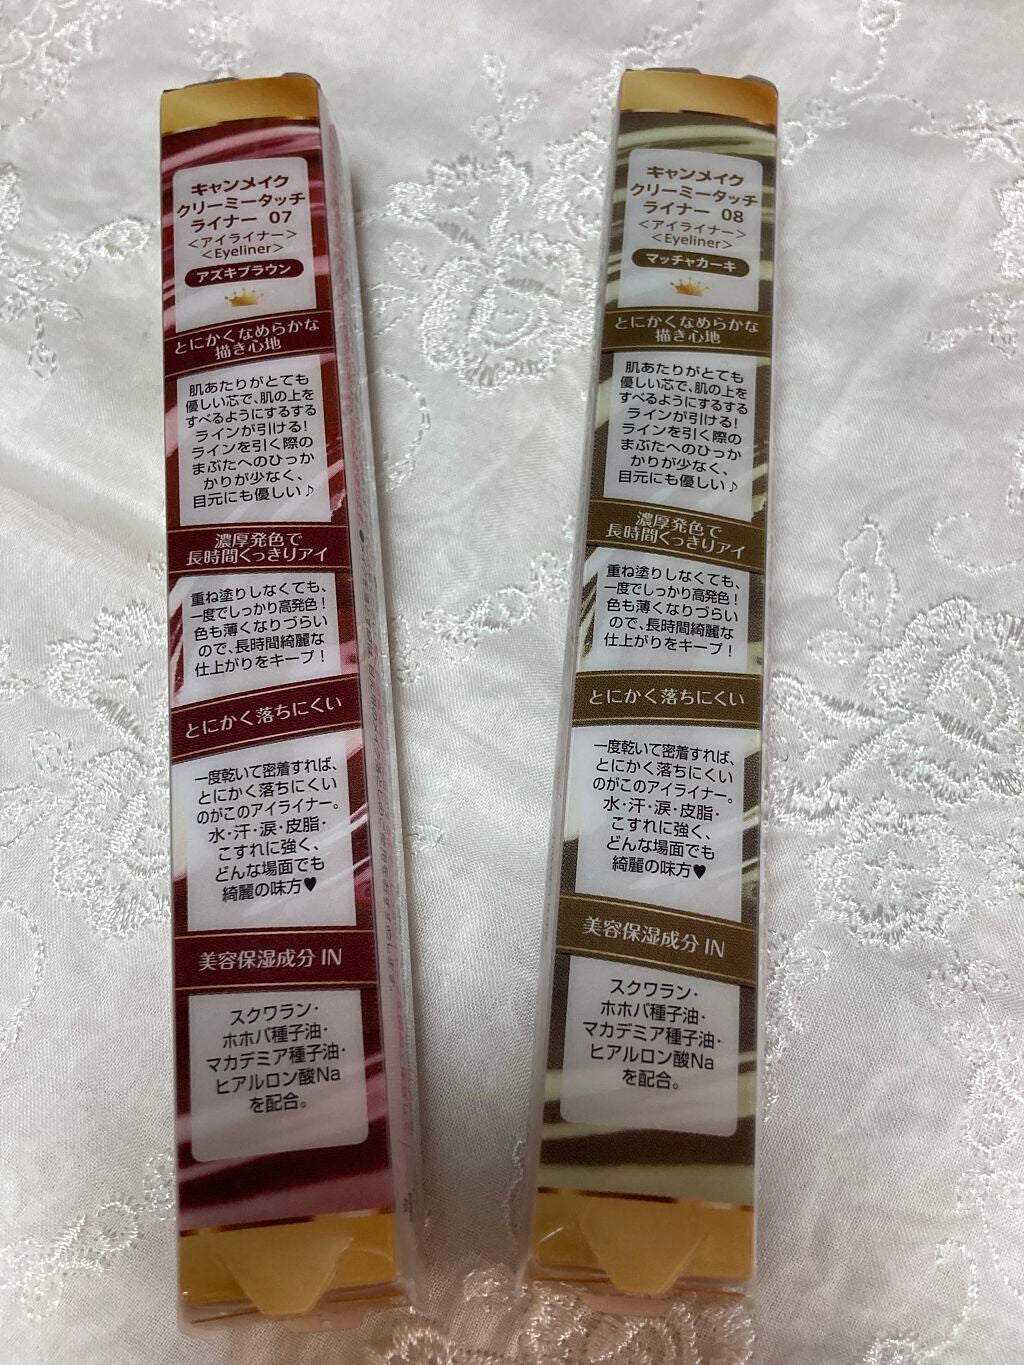 キャンメイク
クリーミータッチ
ライナー 07
<アイライナー>
<Eyeliner>
アズキブラウン
とにかくなめらかな
描き心地
肌あたりがとても
優しい芯で、肌の上を
すべるようにするする
ラインが引ける!
ラインを引く際の
まぶたへのひっか
かりが少なく、
目元にも優しい♪
濃厚発色で
長時間くっきりアイ
重ね塗りしなくても、
一度でしっかり高発色!
色も薄くなりづらい
ので、長時間綺麗な
仕上がりをキープ!
とにかく落ちにくい
一度乾いて密着すれば、
とにかく落ちにくい
のがこのアイライナー。
水・汗・涙・皮脂・
こすれに強く、
どんな場面でも
綺麗の味方♥
美容保湿成分 IN
スクワラン・
ホホバ種子油・
マカデミア種子油・
ヒアルロン酸Na
を配合。
キャンメイク
クリーミータッチ
ライナー 08
<アイライナー>
<Eyeliner>
マッチャカーキ
とにかくなめらかな
描き心地
肌あたりがとても
優しい芯で、肌の上を
すべるようにするする
ラインが引ける!
ラインを引く際の
まぶたへのひっか
かりが少なく、
目元にも優しい♪
濃厚発色で
長時間くっきりアイ
重ね塗りしなくても、
一度でしっかり高発色!
色も薄くなりづらい
ので、長時間綺麗な
仕上がりをキープ!
とにかく落ちにくい
一度乾いて密着すれば、
とにかく落ちにくい
のがこのアイライナー。
水・汗・涙・皮脂・
こすれに強く、
どんな場面でも
綺麗の味方♥
美容保湿成分 IN
スクワラン・
ホホバ種子油・
マカデミア種子油・
ヒアルロン酸Na
を配合。